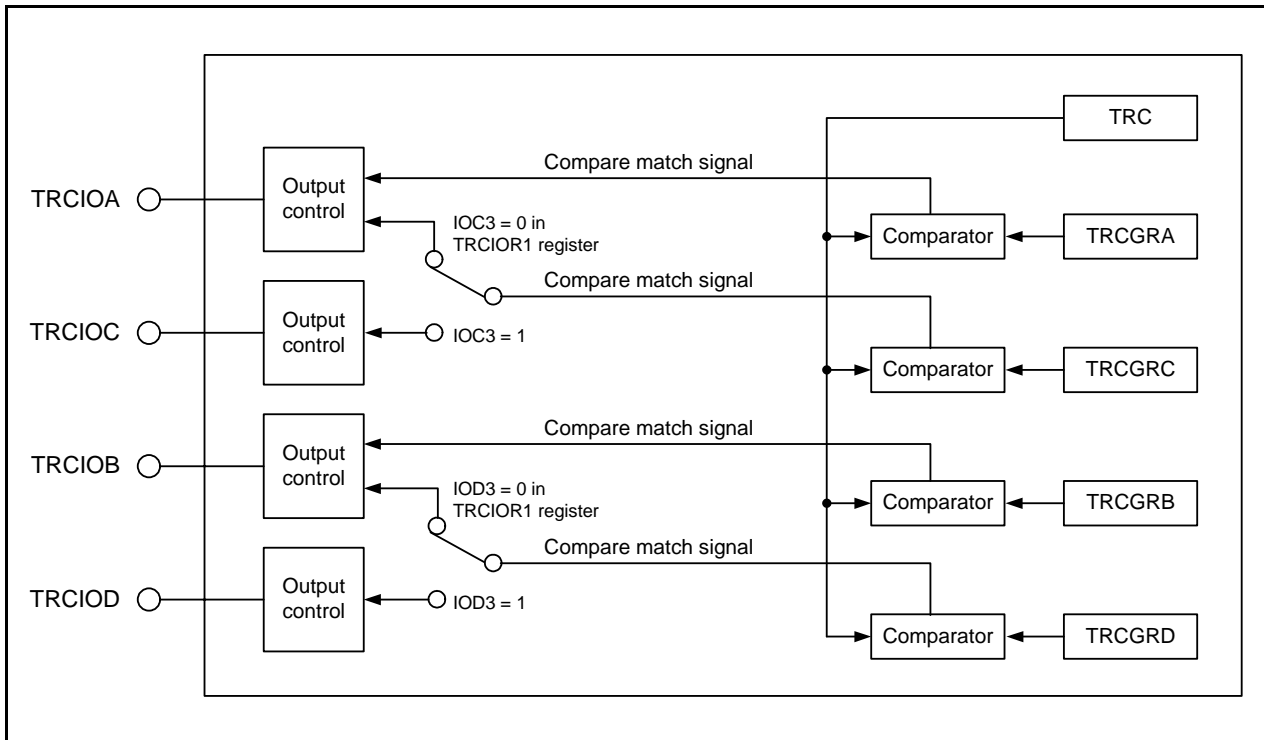 TRC
Compare match signal
TRCIOA
Output
control
Comparator
TRCGRA
IOC3 = 0 in
TRCIOR1 register
Compare match signal
TRCIOC
Output
control
IOC3 = 1
Comparator
TRCGRC
Compare match signal
TRCIOB
Output
control
Comparator
TRCGRB
IOD3 = 0 in
TRCIOR1 register
Compare match signal
TRCIOD
Output
control
IOD3 = 1
Comparator
TRCGRD